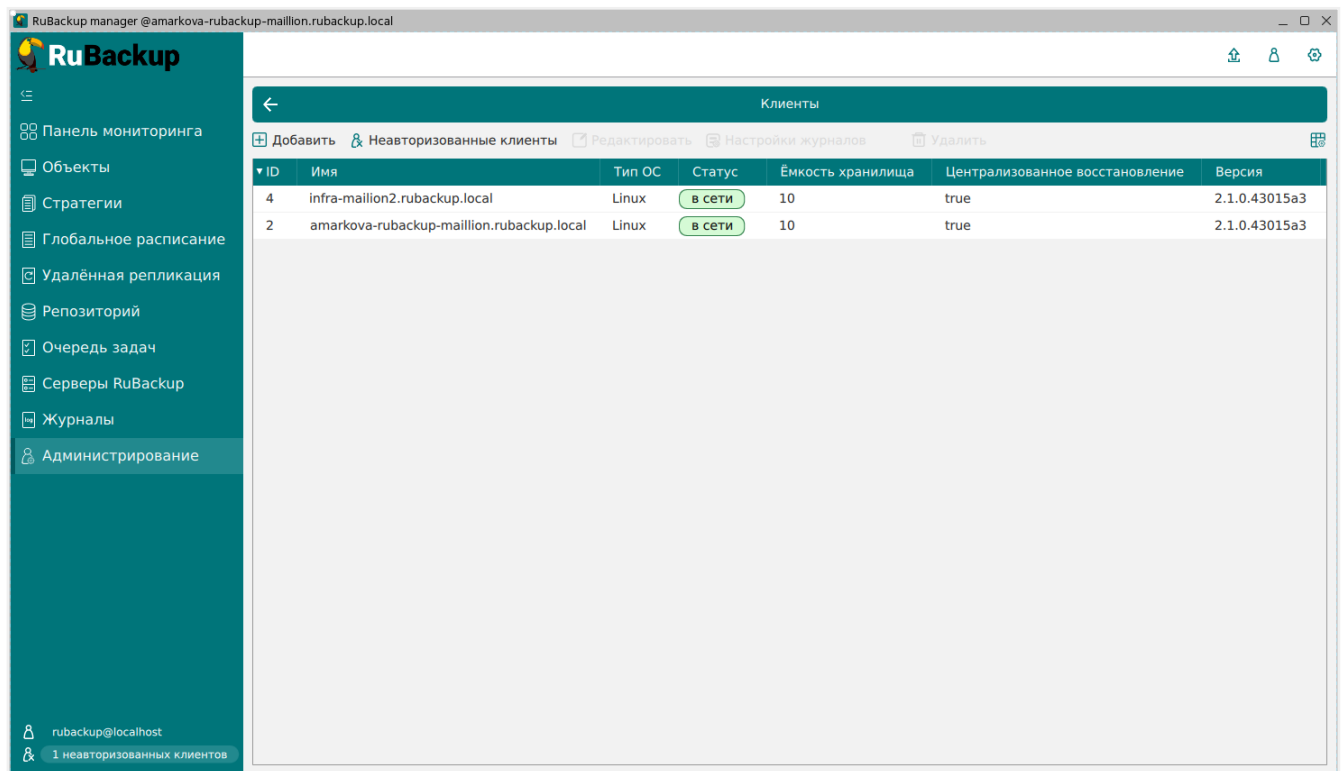 RuBackup manager @amarkova-rubackup-maillion.rubackup.local
RuBackup
Панель мониторинга
Объекты
Стратегии
Глобальное расписание
Удалённая репликация
Репозиторий
Очередь задач
Серверы RuBackup
Журналы
Администрирование
rubackup@localhost
1 неавторизованных клиентов
Клиенты
Добавить Неавторизованные клиенты Редактировать Настройки журналов Удалить
ID Имя Тип ОС Статус Ёмкость хранилища Централизованное восстановление Версия
4 infra-mailion2.rubackup.local Linux в сети 10 true 2.1.0.43015a3
2 amarkova-rubackup-maillion.rubackup.local Linux в сети 10 true 2.1.0.43015a3